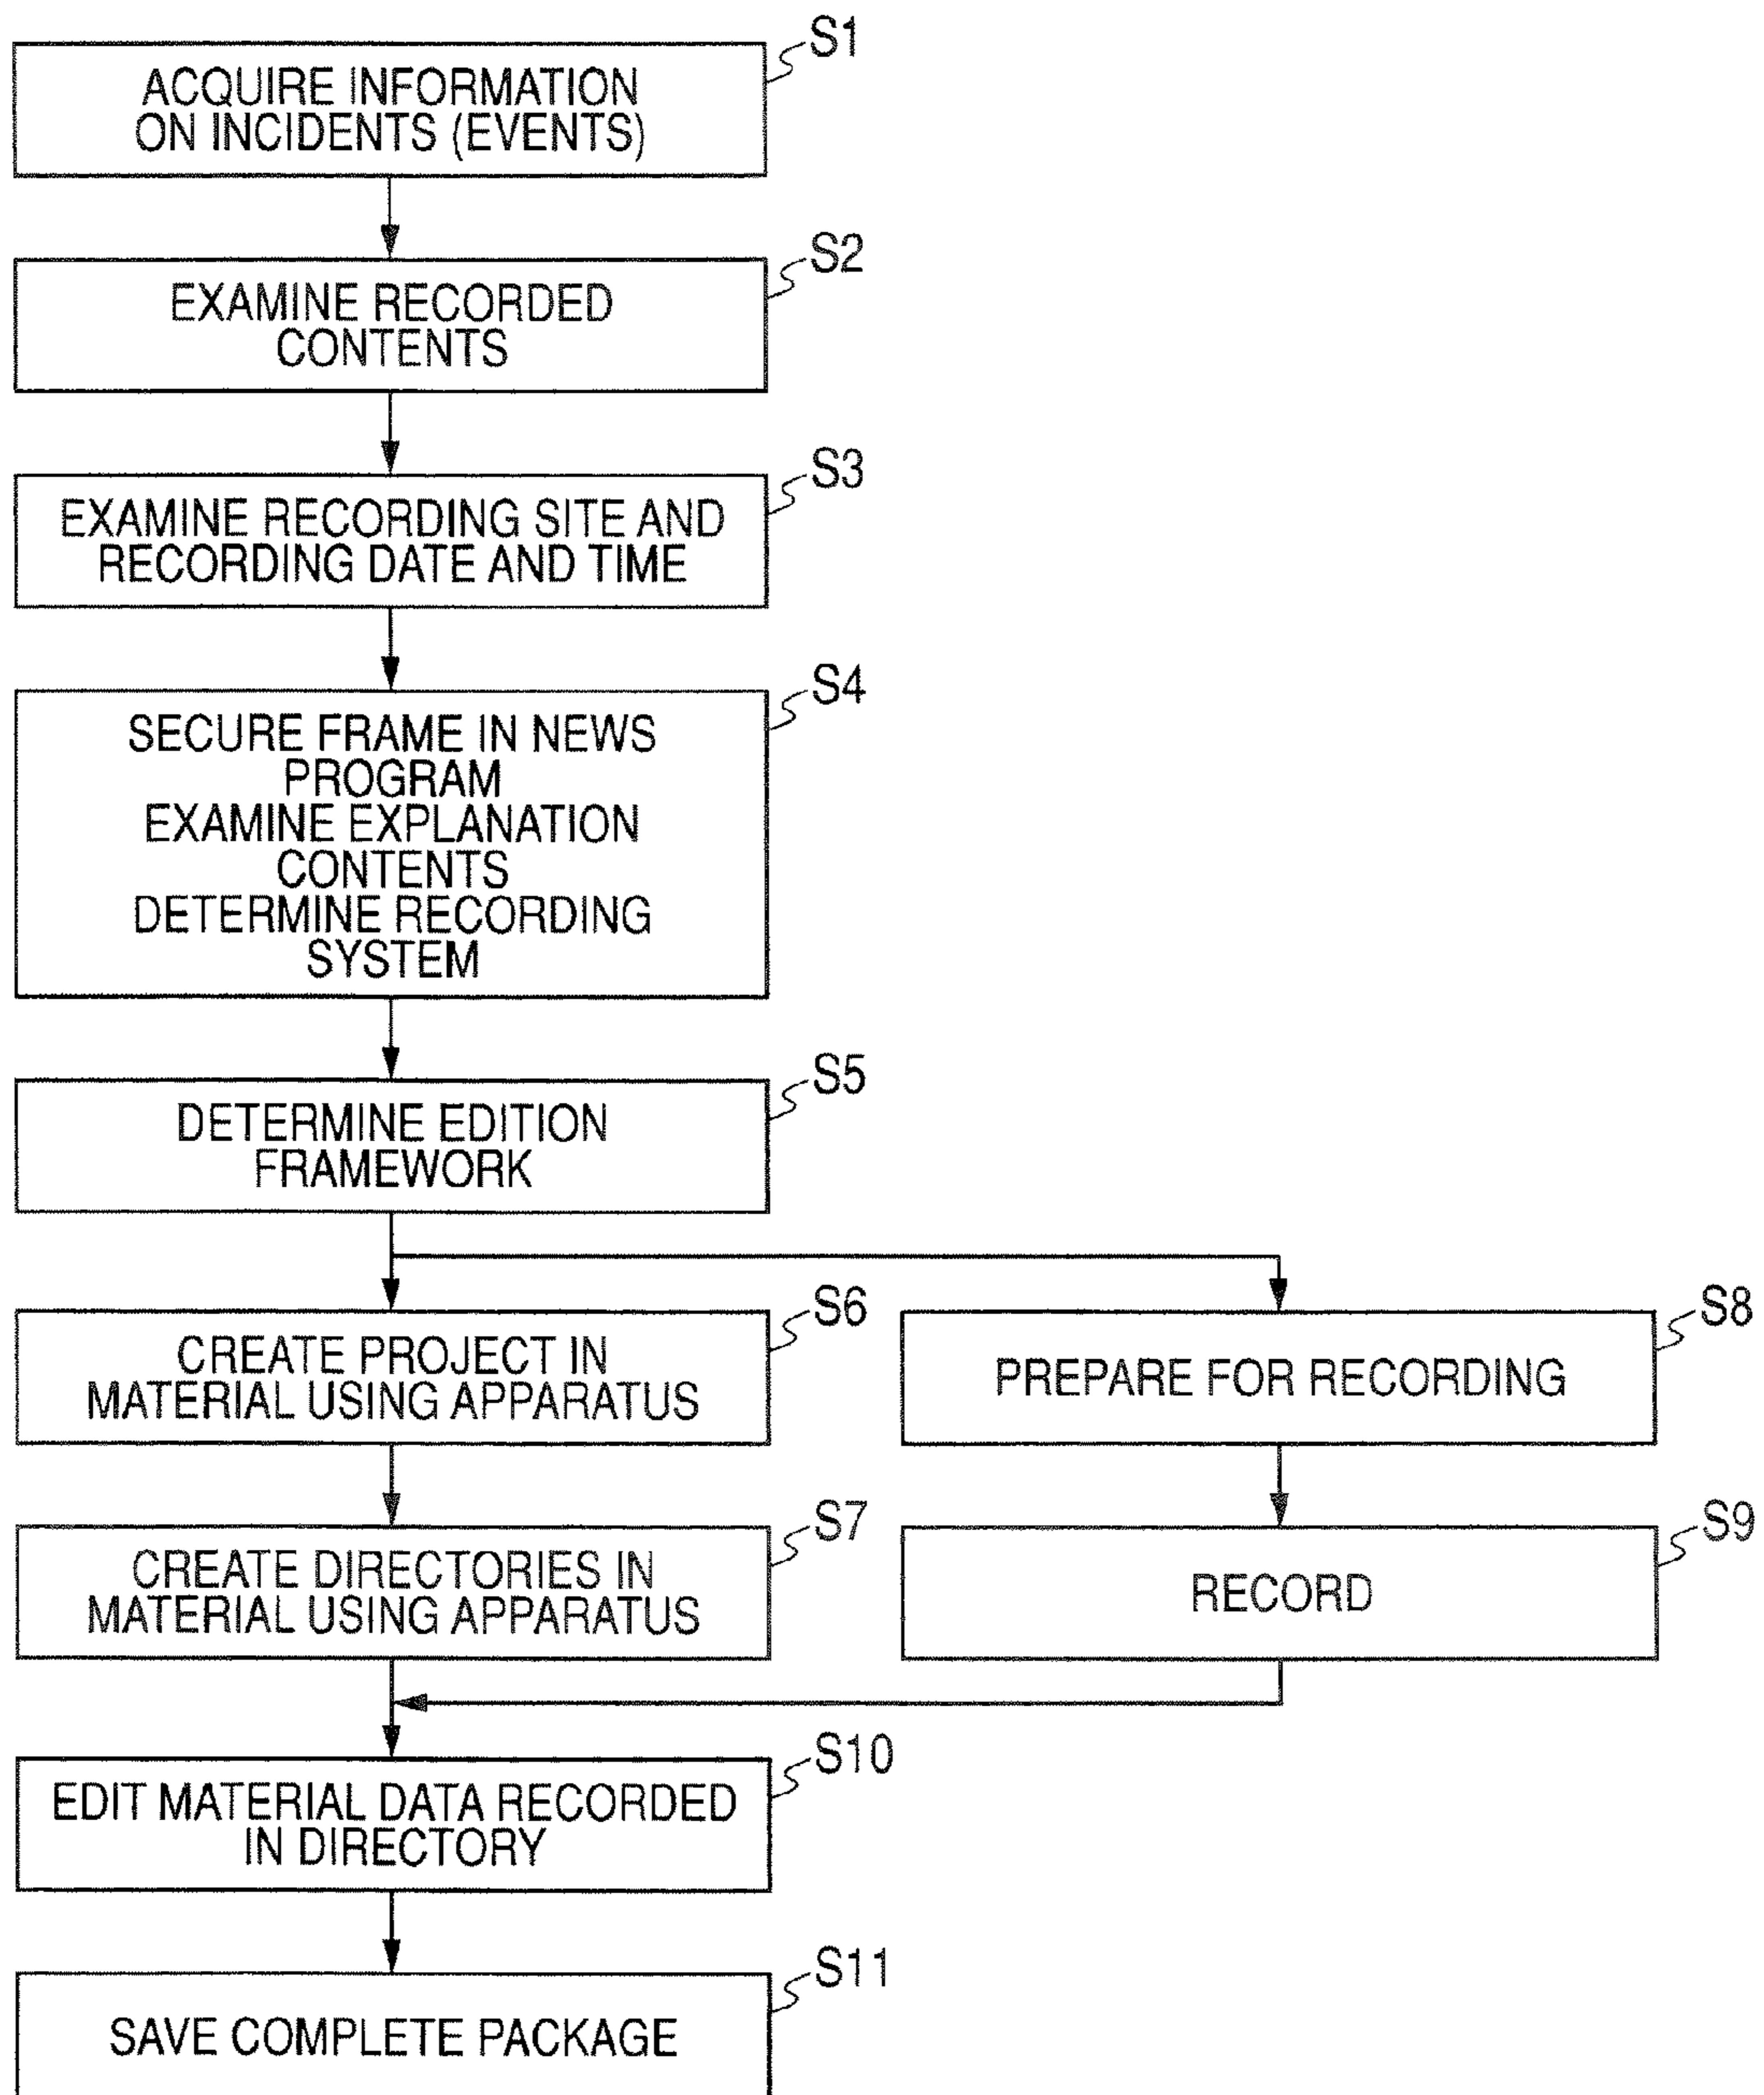 S1
ACQUIRE INFORMATION
ON INCIDENTS (EVENTS)
S2
EXAMINE RECORDED
CONTENTS
S3
EXAMINE RECORDING SITE AND
RECORDING DATE AND TIME
S4
SECURE FRAME IN NEWS
PROGRAM
EXAMINE EXPLANATION
CONTENTS
DETERMINE RECORDING
SYSTEM
S5
DETERMINE EDITION
FRAMEWORK
S6
CREATE PROJECT IN
MATERIAL USING APPARATUS
S8
PREPARE FOR RECORDING
S7
CREATE DIRECTORIES IN
MATERIAL USING APPARATUS
S9
RECORD
S10
EDIT MATERIAL DATA RECORDED
IN DIRECTORY
S11
SAVE COMPLETE PACKAGE